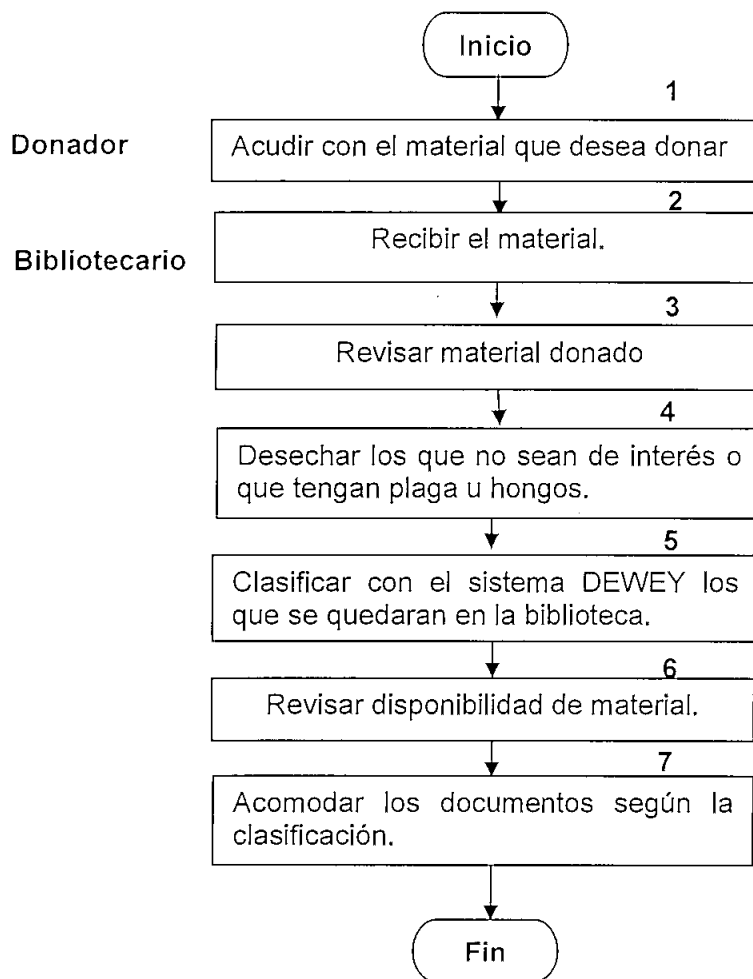 Inicio
1
Donador
Acudir con el material que desea donar
2
Recibir el material.
Bibliotecario
3
Revisar material donado
4
Desechar los que no sean de interés o
que tengan plaga u hongos.
5
Clasificar con el sistema DEWEY los
que se quedaran en la biblioteca.
6
Revisar disponibilidad de material.
7
Acomodar los documentos según la
clasificación.
Fin